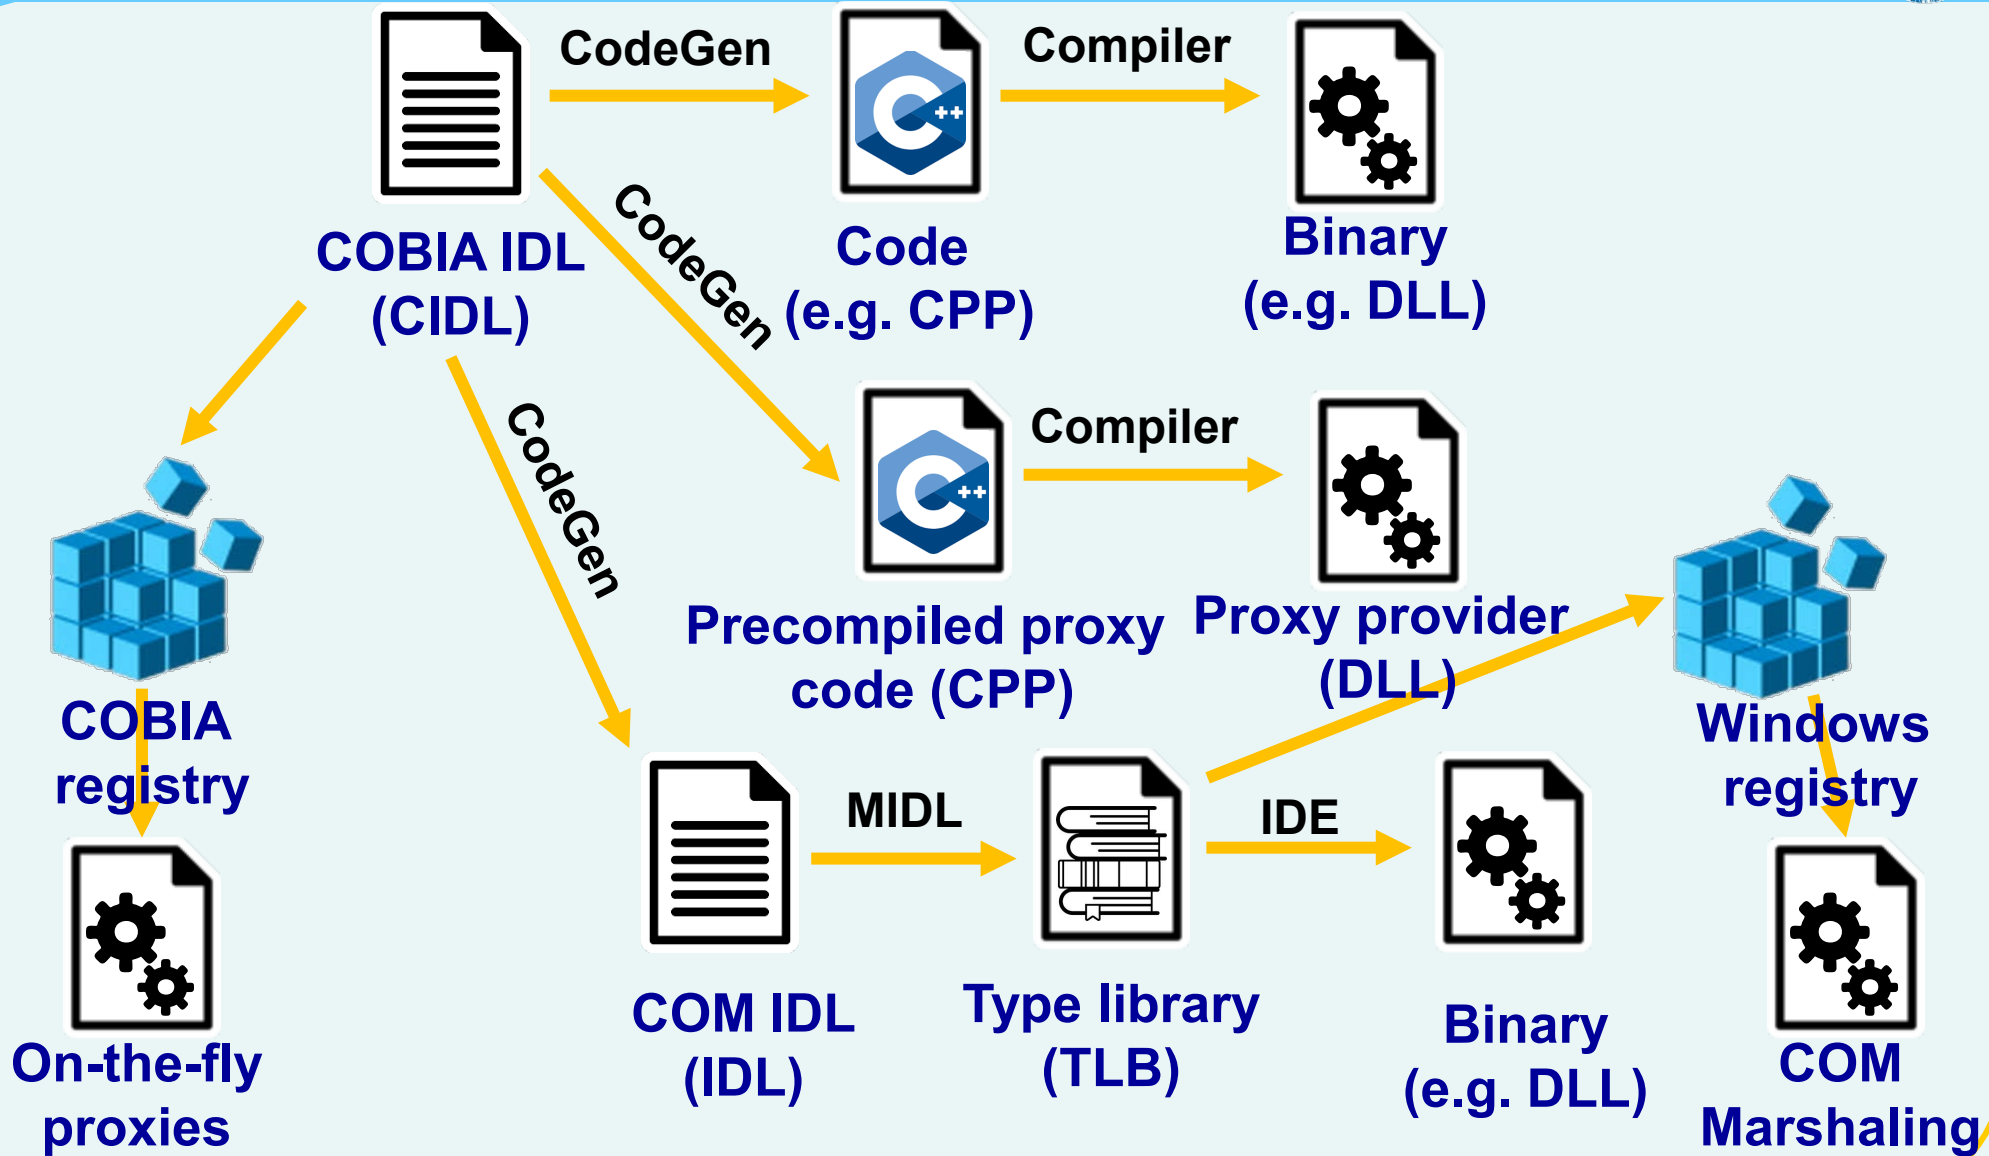 CodeGen
Compiler
COBIA IDL
(CIDL)
Code
(e.g. CPP)
Binary
(e.g. DLL)
CodeGen
CodeGen
Compiler
Precompiled proxy
code (CPP)
Proxy provider
(DLL)
COBIA
registry
Windows
registry
MIDL
IDE
COM IDL
(IDL)
Type library
(TLB)
Binary
(e.g. DLL)
On-the-fly
proxies
COM
Marshaling